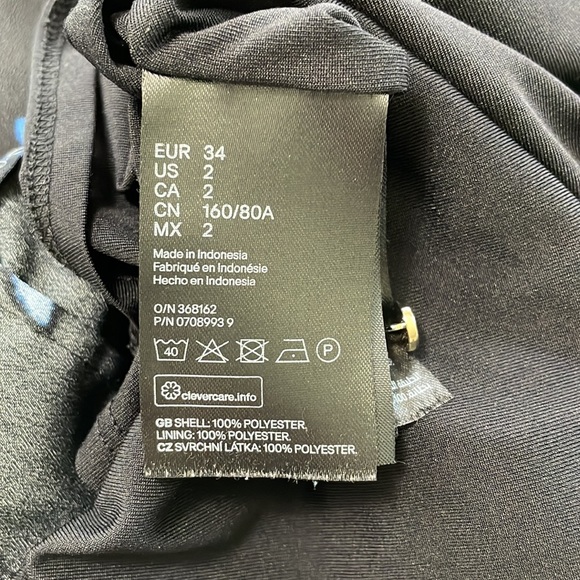 EUR 34
US 2
CA 2
CN 160/80A
MX 2
Made in Indonesia
Fabriqué en Indonésie
Hecho en Indonesia
O/N 368162
P/N 0708993 9
40 P
clevercare.info
GB SHELL: 100% POLYESTER,
LINING: 100% POLYESTER.
CZ SVRCHNÍ LÁTKA: 100% POLYESTER,